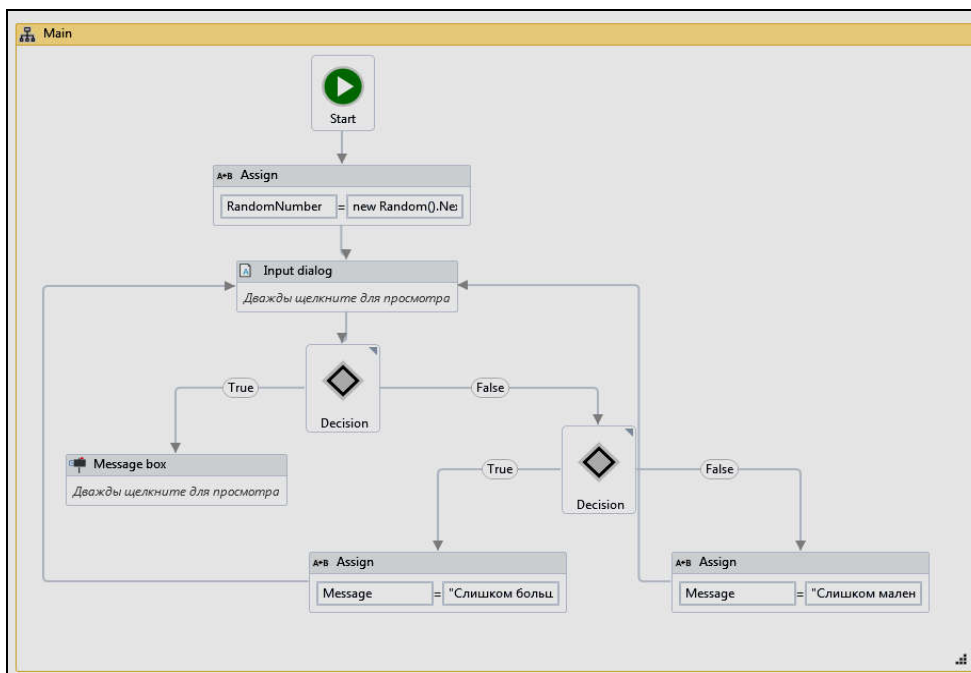 Main
Start
A+B Assign
RandomNumber = new Random().Ne
Input dialog
Дважды щелкните для просмотра
True
False
Decision
Message box
Дважды щелкните для просмотра
True
False
Decision
A+B Assign
Message = "Слишком больш
A+B Assign
Message = "Слишком мален